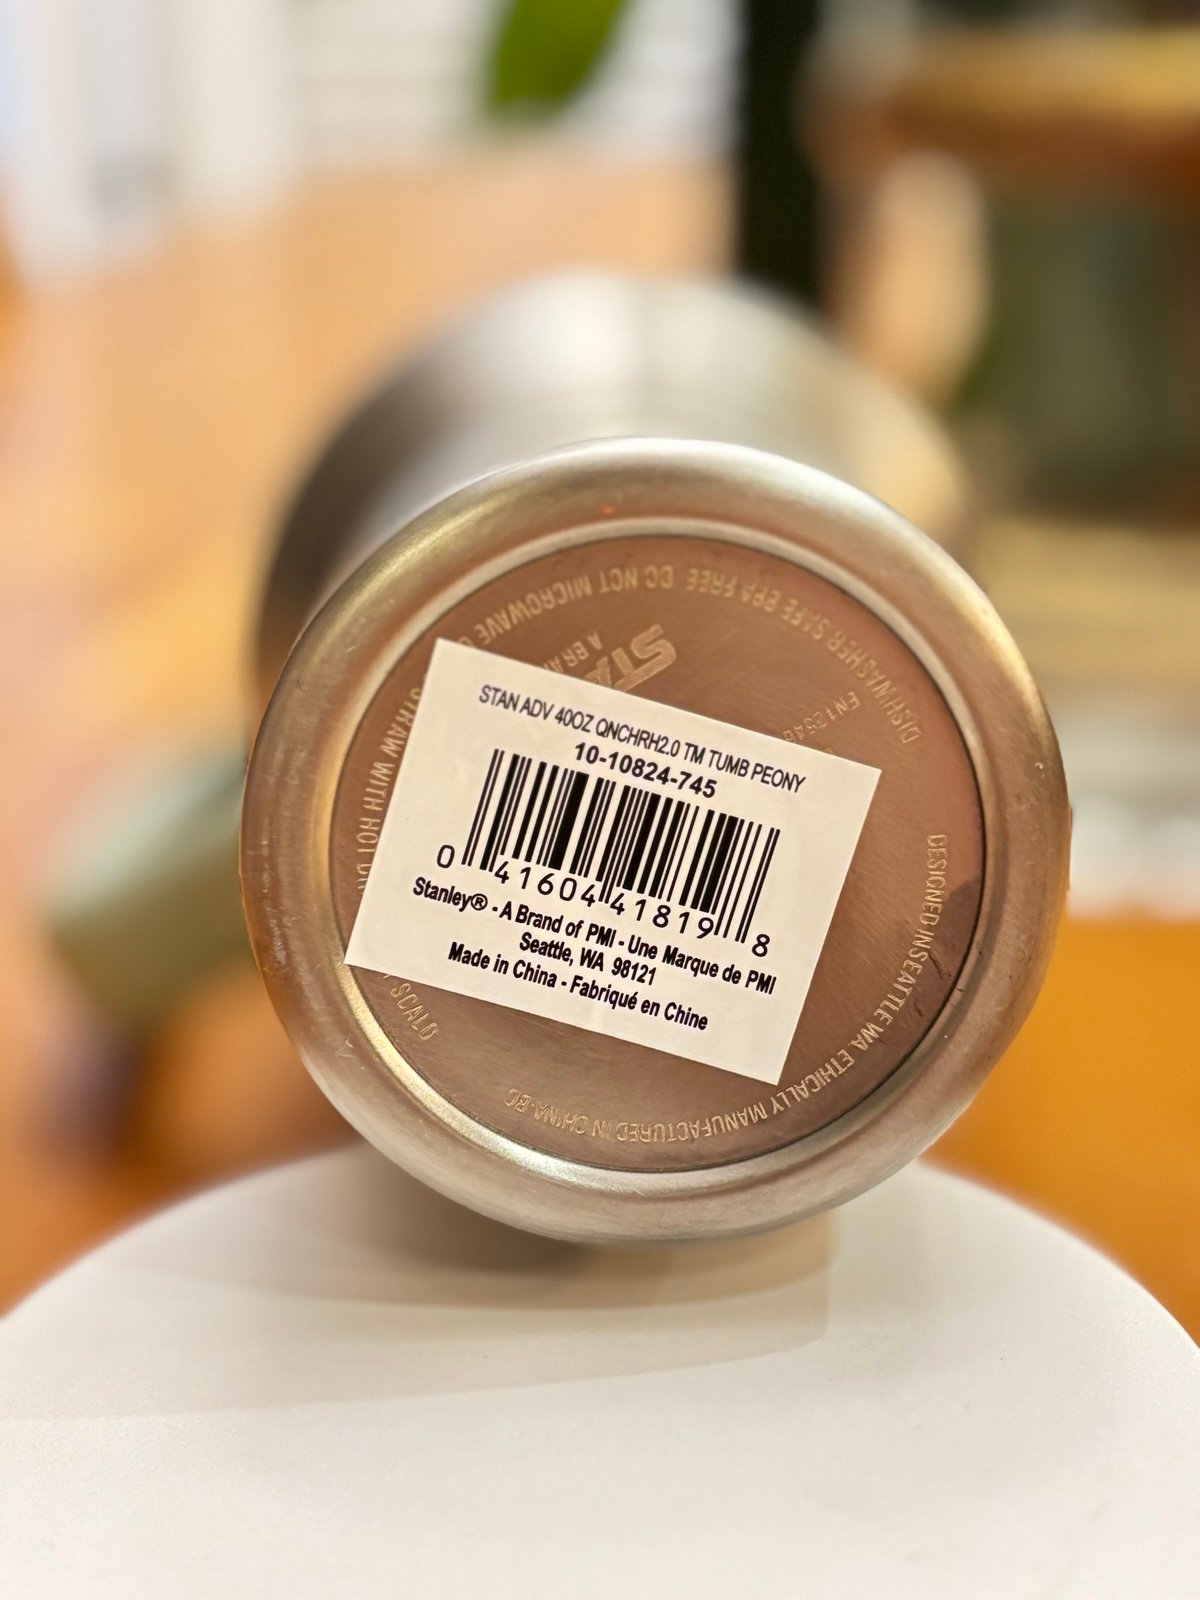 STAN ADV 40OZ QNCHRH2.0 TM TUMB PEONY
10-10824-745
0 41604 41819 8
Stanley® - A Brand of PMI - Une Marque de PMI
Seattle, WA 98121
Made in China - Fabriqué en Chine
DISHWASHER SAFE BPA FREE DO NOT MICROWAVE
STRAW WITH HOT
SCALD
DESIGNED IN SEATTLE WA. ETHICALLY MANUFACTURED IN CHINA-BC
A